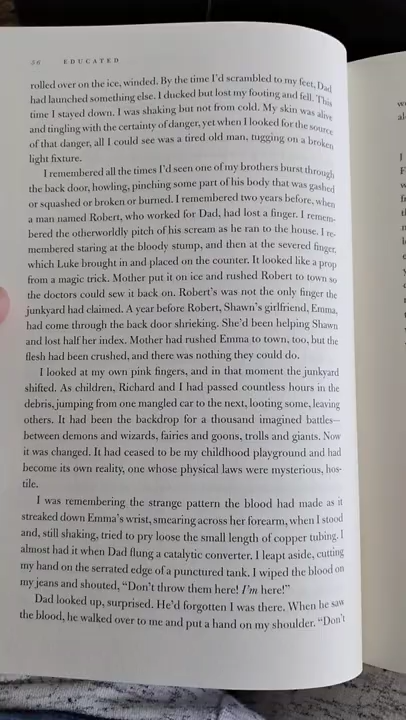 56 EDUCATED
rolled over on the ice, winded. By the time I'd scrambled to my feet, Dad
had launched something else. I ducked but lost my footing and fell. This
time I stayed down. I was shaking but not from cold. My skin was alive
and tingling with the certainty of danger, yet when I looked for the source
of that danger, all I could see was a tired old man, tugging on a broken
light fixture.
I remembered all the times I'd seen one of my brothers burst through
the back door, howling, pinching some part of his body that was gashed
or squashed or broken or burned. I remembered two years before, when
a man named Robert, who worked for Dad, had lost a finger. I remem-
bered the otherworldly pitch of his scream as he ran to the house. I re-
membered staring at the bloody stump, and then at the severed finger,
which Luke brought in and placed on the counter. It looked like a prop
from a magic trick. Mother put it on ice and rushed Robert to town so
the doctors could sew it back on. Robert's was not the only finger the
junkyard had claimed. A year before Robert, Shawn's girlfriend, Emma,
had come through the back door shrieking. She'd been helping Shawn
and lost half her index. Mother had rushed Emma to town, too, but the
flesh had been crushed, and there was nothing they could do.
I looked at my own pink fingers, and in that moment the junkyard
shifted. As children, Richard and I had passed countless hours in the
debris, jumping from one mangled car to the next, looting some, leaving
others. It had been the backdrop for a thousand imagined battles—
between demons and wizards, fairies and goons, trolls and giants. Now
it was changed. It had ceased to be my childhood playground and had
become its own reality, one whose physical laws were mysterious, hos-
tile.
I was remembering the strange pattern the blood had made as it
streaked down Emma's wrist, smearing across her forearm, when I stood
and, still shaking, tried to pry loose the small length of copper tubing. I
almost had it when Dad flung a catalytic converter. I leapt aside, cutting
my hand on the serrated edge of a punctured tank. I wiped the blood on
my jeans and shouted, "Don't throw them here! I'm here!"
Dad looked up, surprised. He'd forgotten I was there. When he saw
the blood, he walked over to me and put a hand on my shoulder. "Don't